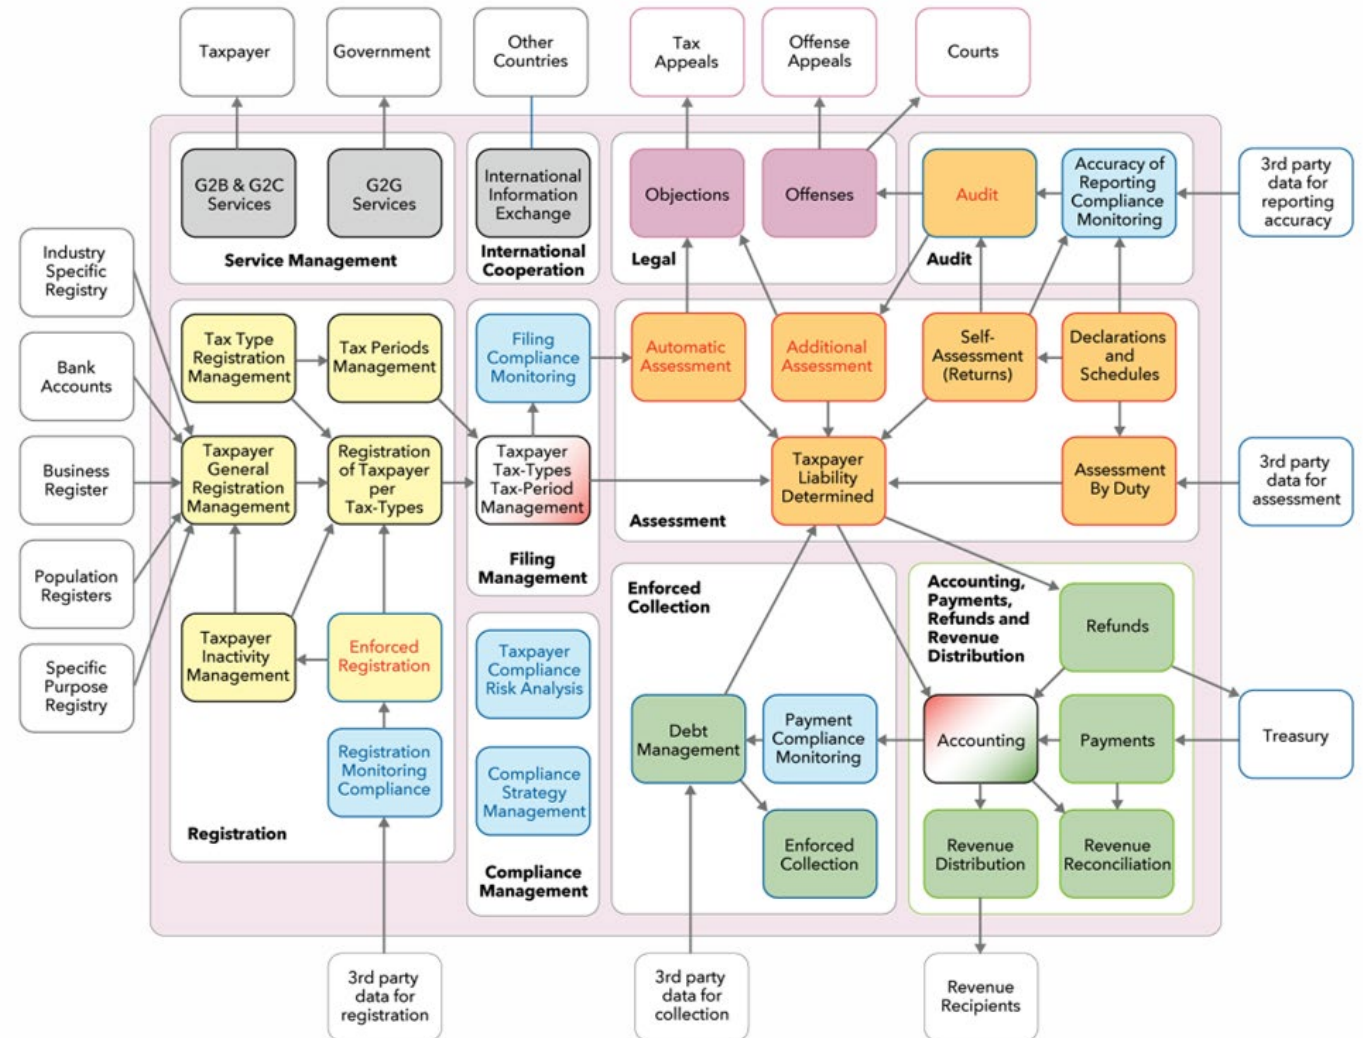 Taxpayer
Government
Other
Countries
Tax
Appeals
Offense
Appeals
Courts
G2B & G2C
Services
G2G
Services
Service Management
International
Information
Exchange
International
Cooperation
Objections
Offenses
Legal
Audit
Accuracy of
Reporting
Compliance
Monitoring
Audit
3rd party
data for
reporting
accuracy
Industry
Specific
Registry
Bank
Accounts
Business
Register
Population
Registers
Specific
Purpose
Registry
Tax Type
Registration
Management
Tax Periods
Management
Taxpayer
General
Registration
Management
Registration
of Taxpayer
per
Tax-Types
Taxpayer
Inactivity
Management
Enforced
Registration
Registration
Monitoring
Compliance
Registration
Filing
Compliance
Monitoring
Taxpayer
Tax-Types
Tax-Period
Management
Filing
Management
Taxpayer
Compliance
Risk Analysis
Compliance
Strategy
Management
Compliance
Management
Automatic
Assessment
Additional
Assessment
Self-
Assessment
(Returns)
Declarations
and
Schedules
Taxpayer
Liability
Determined
Assessment
By Duty
Assessment
3rd party
data for
assessment
Enforced
Collection
Debt
Management
Payment
Compliance
Monitoring
Enforced
Collection
Accounting,
Payments,
Refunds and
Revenue
Distribution
Refunds
Accounting
Payments
Revenue
Distribution
Revenue
Reconciliation
Treasury
3rd party
data for
registration
3rd party
data for
collection
Revenue
Recipients